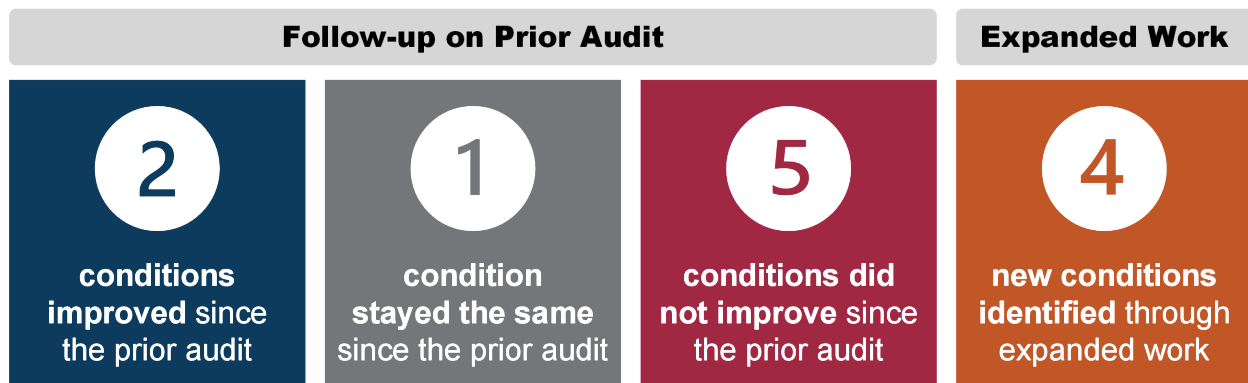 Follow-up on Prior Audit
Expanded Work
2
conditions
improved since
the prior audit
1
condition
stayed the same
since the prior audit
5
conditions did
not improve since
the prior audit
4
new conditions
identified through
expanded work